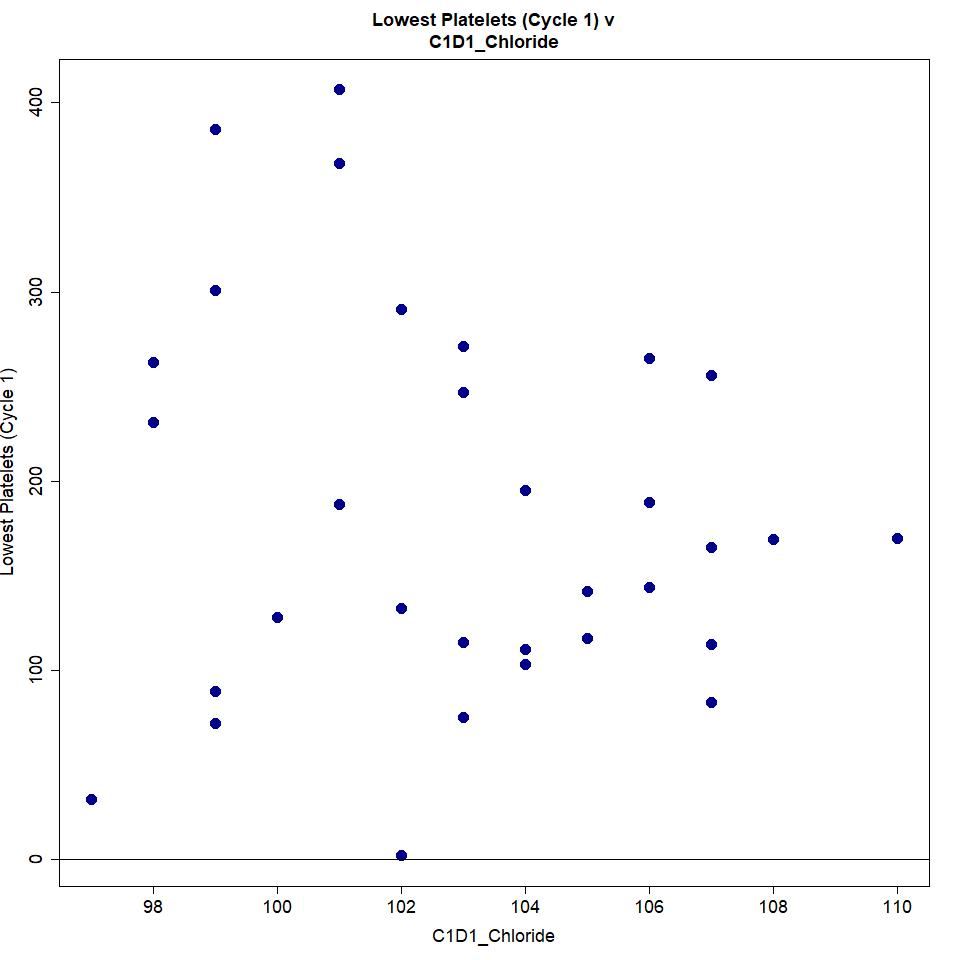 Lowest Platelets (Cycle 1) v
C1D1_Chloride
Lowest Platelets (Cycle 1)
400
300
200
100
0
98 100 102 104 106 108 110
C1D1_Chloride